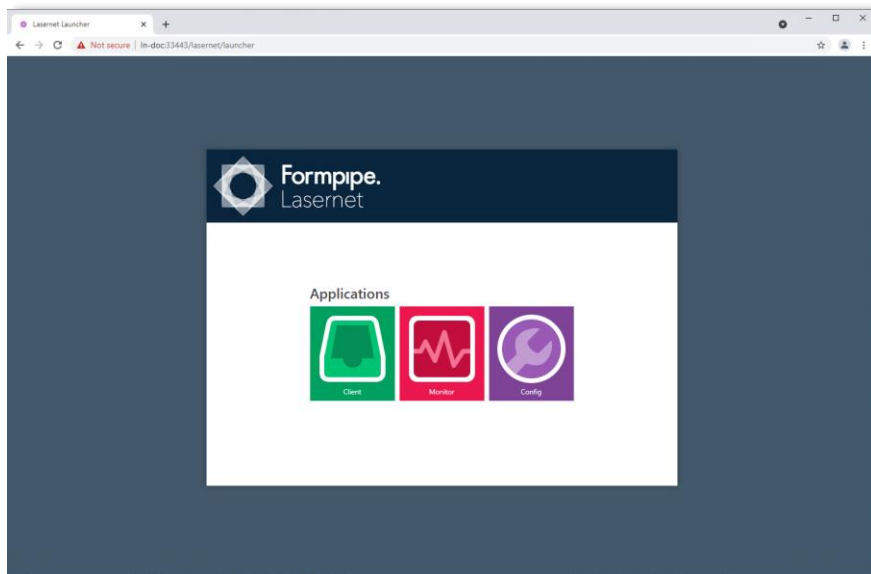 Lasernet Launcher
Not secure | ln-doc:33443/lasernet/launcher
Formpipe.
Lasernet
Applications
Client Monitor Config